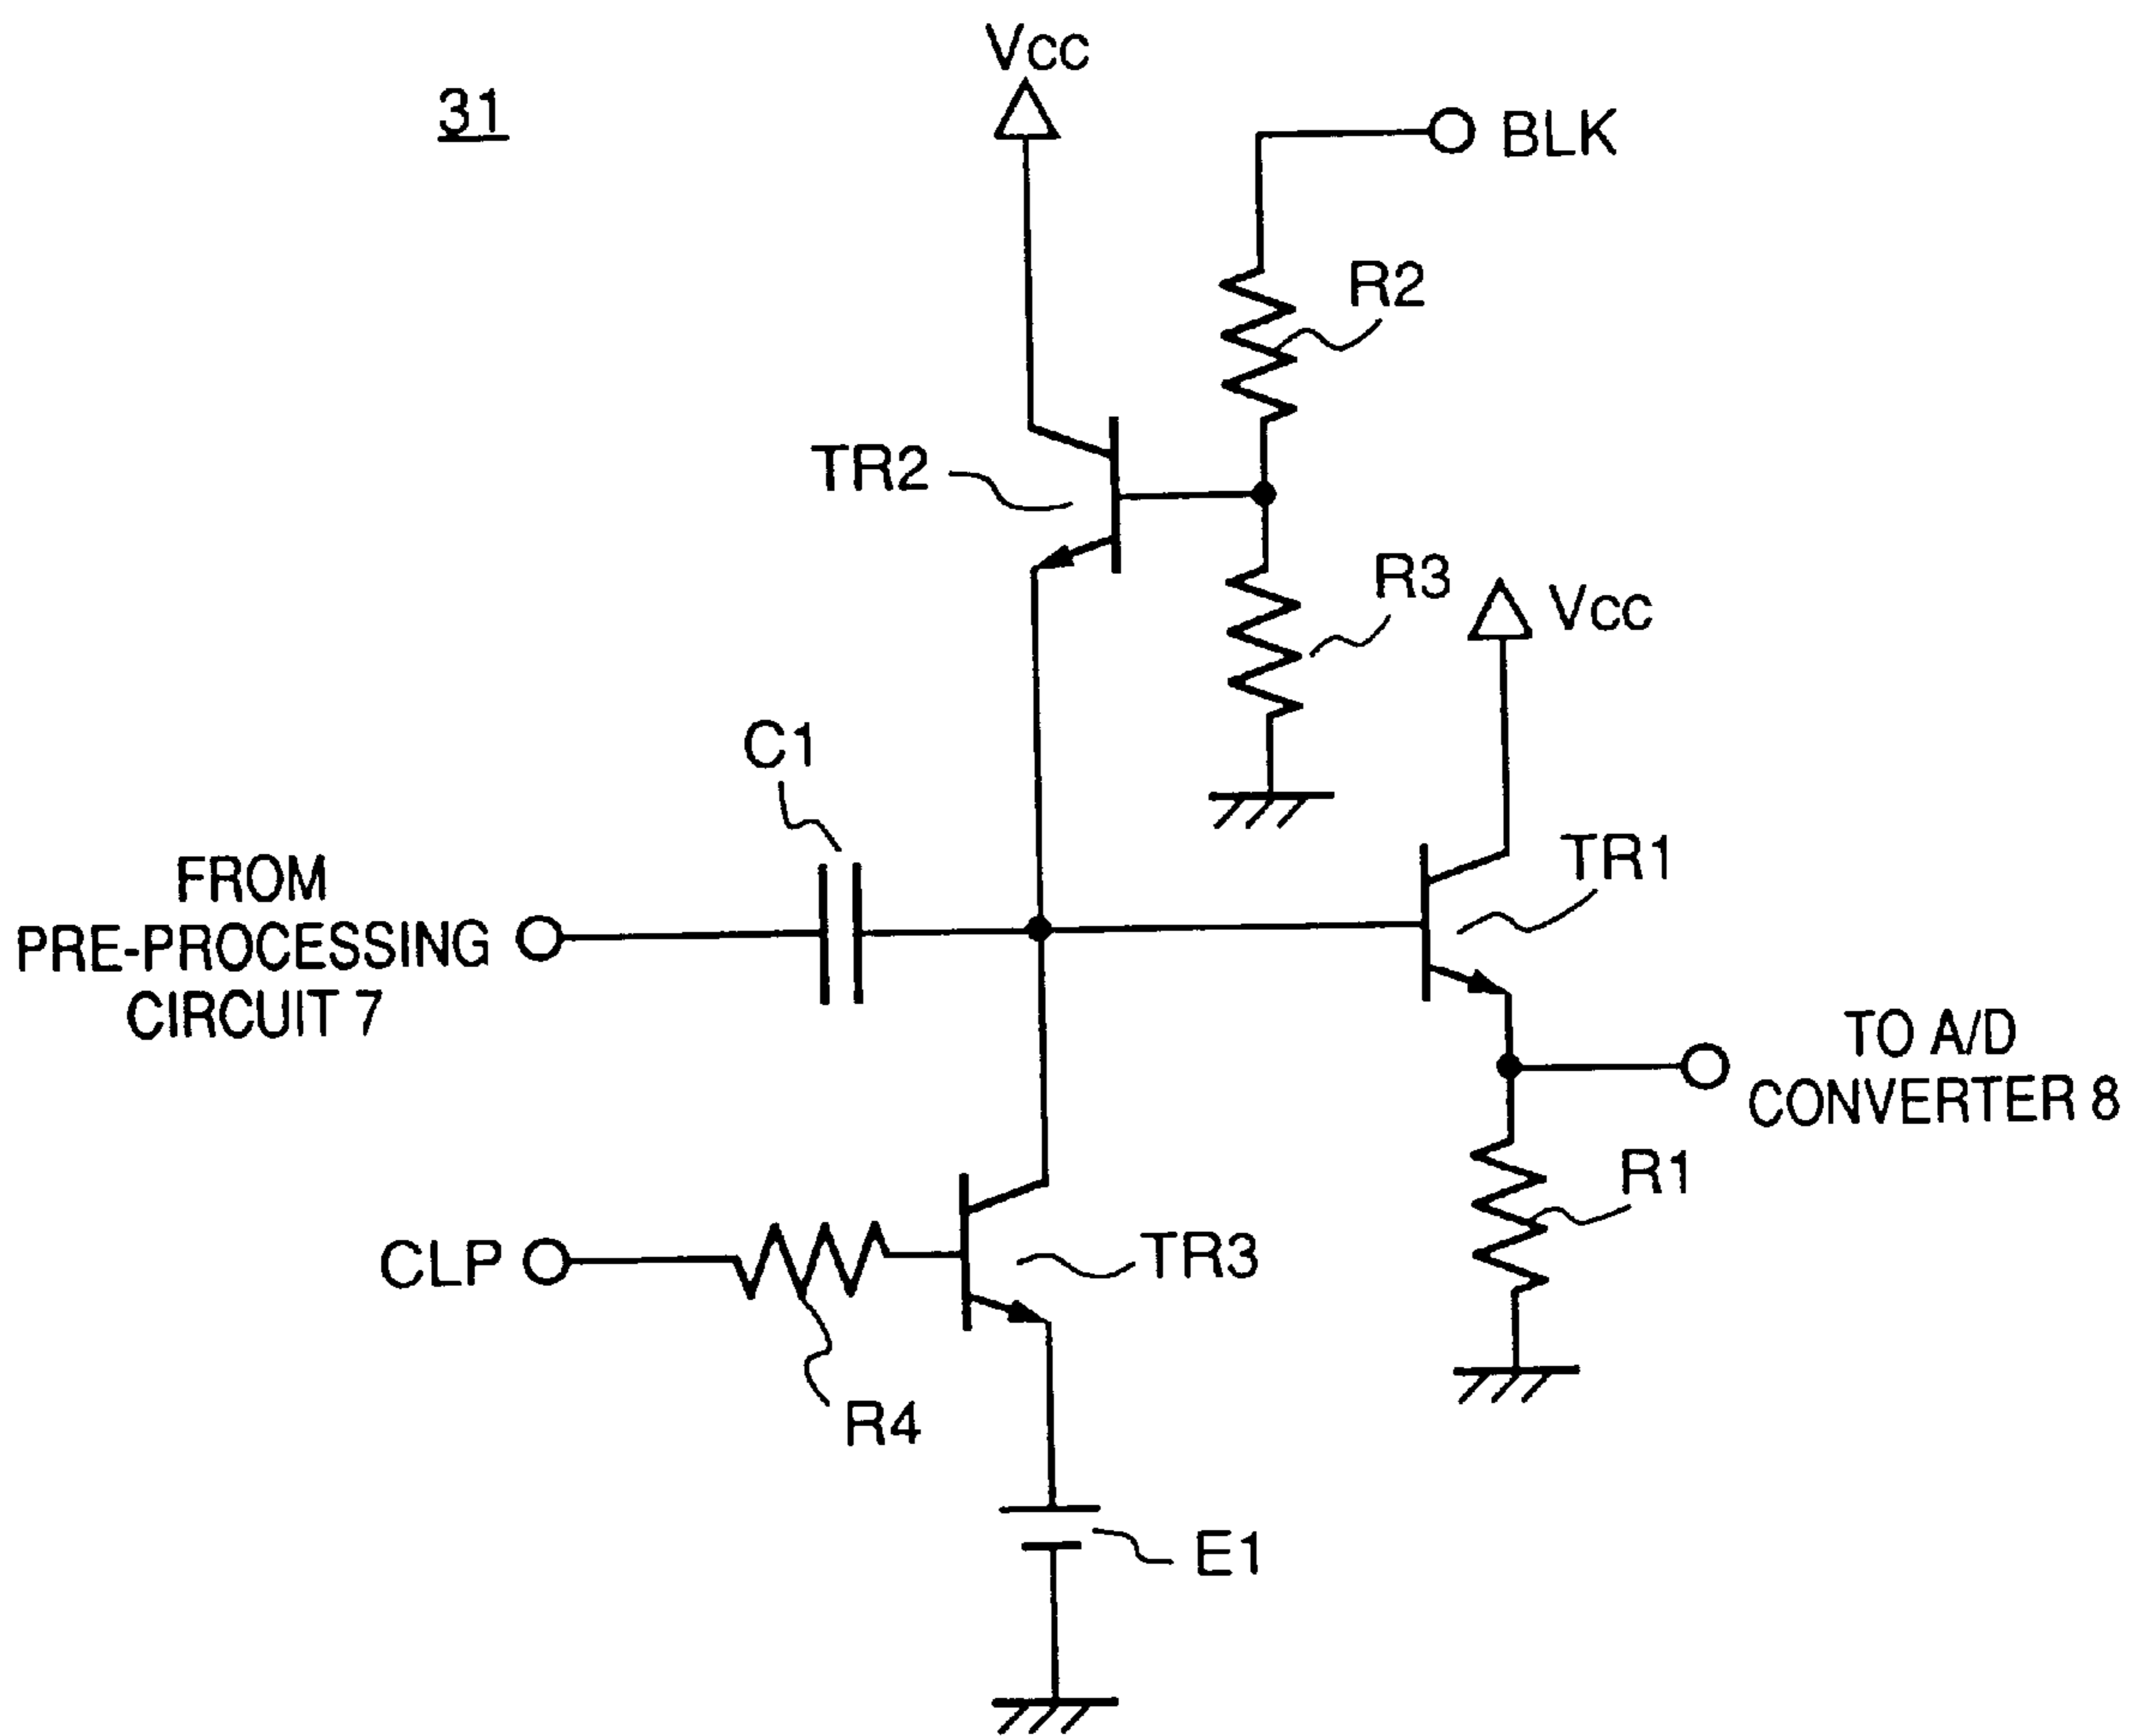 31
Vcc
BLK
R2
TR2
R3
Vcc
C1
TR1
FROM
PRE-PROCESSING
CIRCUIT 7
TO A/D
CONVERTER 8
R1
CLP
TR3
R4
E1